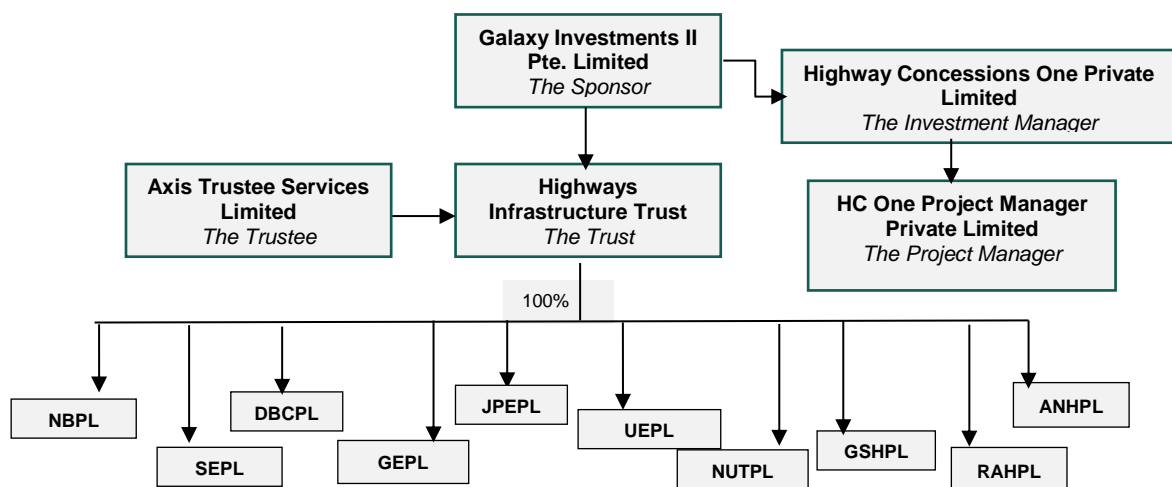 Galaxy Investments II
Pte. Limited
The Sponsor
Highway Concessions One Private
Limited
The Investment Manager
Axis Trustee Services
Limited
The Trustee
Highways
Infrastructure Trust
The Trust
HC One Project Manager
Private Limited
The Project Manager
100%
NBPL
SEPL
DBCPL
GEPL
JPEPL
UEPL
NUTPL
GSHPL
RAHPL
ANHPL